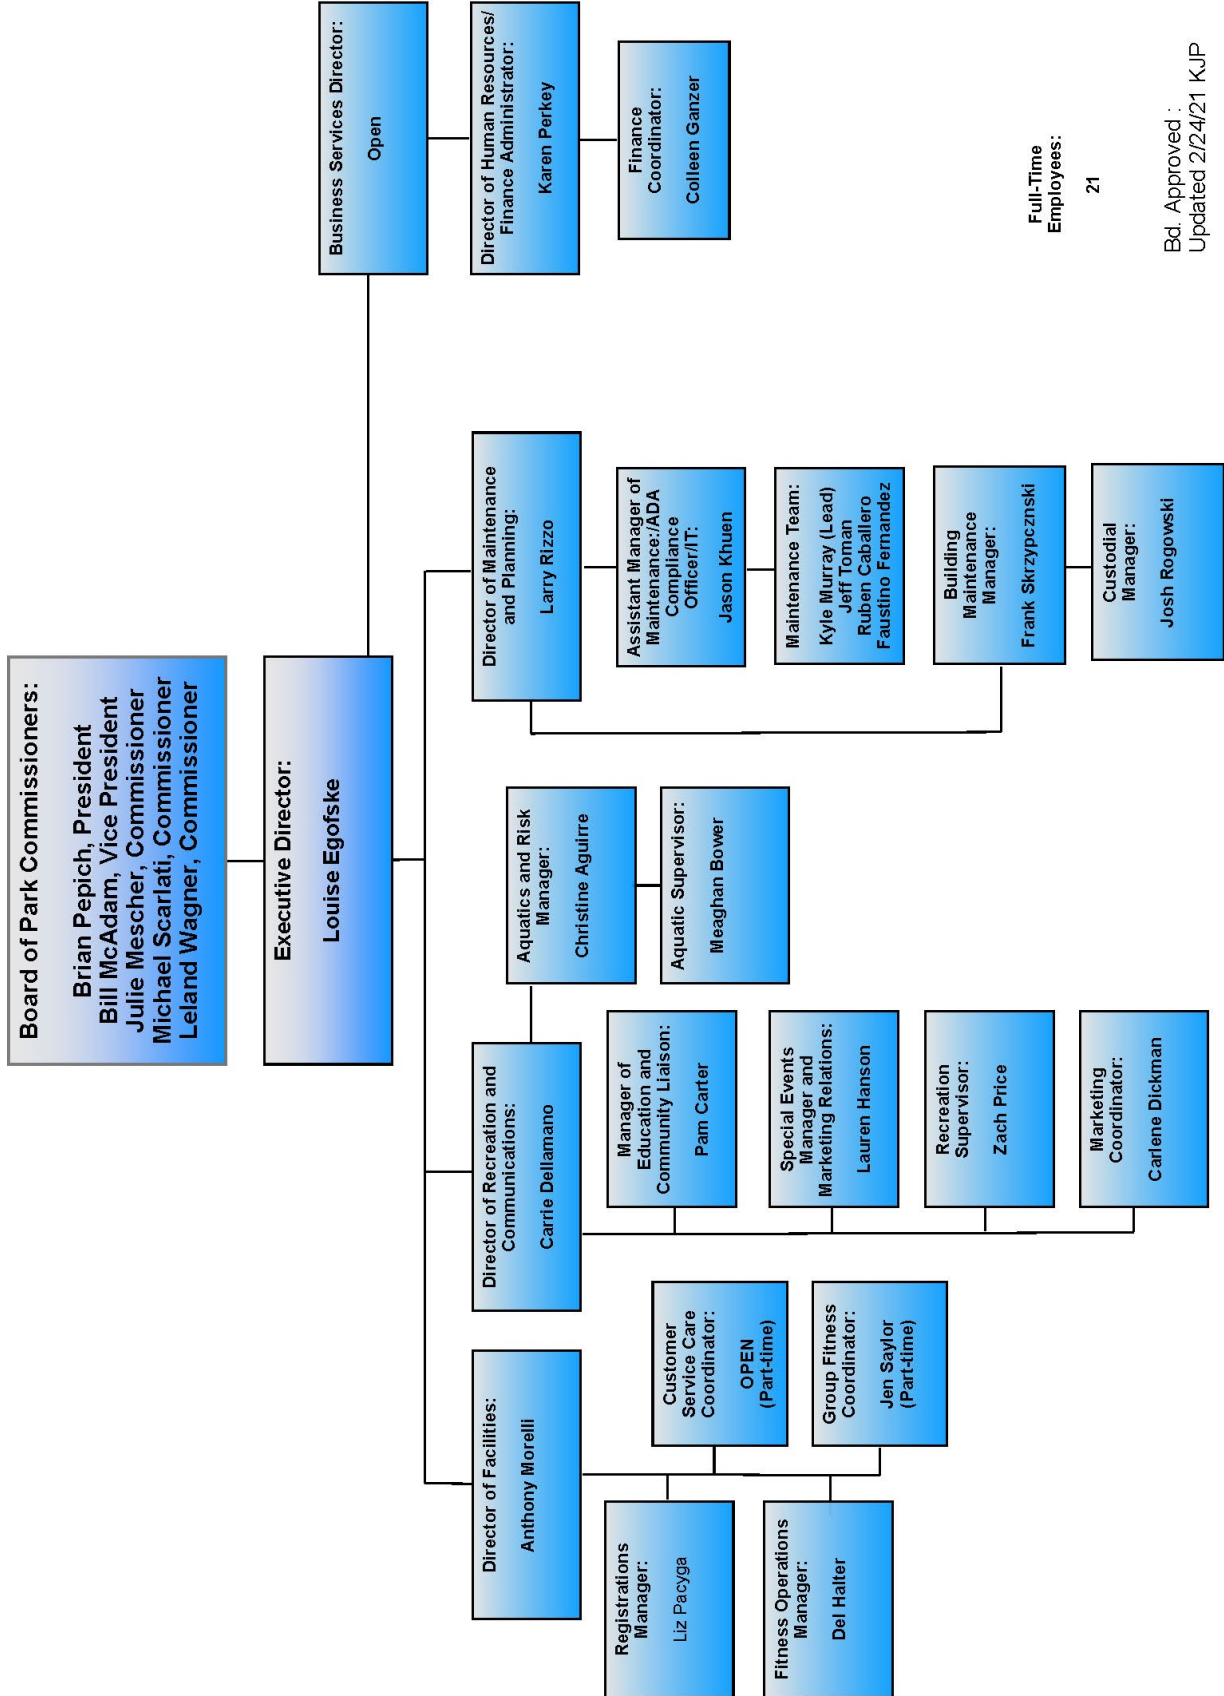 Board of Park Commissioners:
Brian Pepich, President
Bill McAdam, Vice President
Julie Mescher, Commissioner
Michael Scarlati, Commissioner
Leland Wagner, Commissioner
Executive Director:
Louise Egofske
Business Services Director:
Open
Director of Human Resources/
Finance Administrator:
Karen Perkey
Finance
Coordinator:
Colleen Ganzer
Director of Facilities:
Anthony Morelli
Registrations
Manager:
Liz Pacyga
Customer
Service Care
Coordinator:
OPEN
(Part-time)
Fitness Operations
Manager:
Del Halter
Group Fitness
Coordinator:
Jen Saylor
(Part-time)
Director of Recreation and
Communications:
Carrie Dellamano
Manager of
Education and
Community Liaison:
Pam Carter
Special Events
Manager and
Marketing Relations:
Lauren Hanson
Recreation
Supervisor:
Zach Price
Marketing
Coordinator:
Carlene Dickman
Aquatics and Risk
Manager:
Christine Aguirre
Aquatic Supervisor:
Meaghan Bower
Director of Maintenance
and Planning:
Larry Rizzo
Assistant Manager of
Maintenance:/ADA
Compliance
Officer/IT:
Jason Khuen
Maintenance Team:
Kyle Murray (Lead)
Jeff Toman
Ruben Caballero
Faustino Fernandez
Building
Maintenance
Manager:
Frank Skrzypcznski
Custodial
Manager:
Josh Rogowski
Full-Time
Employees:
21
Bd. Approved :
Updated 2/24/21 KJP